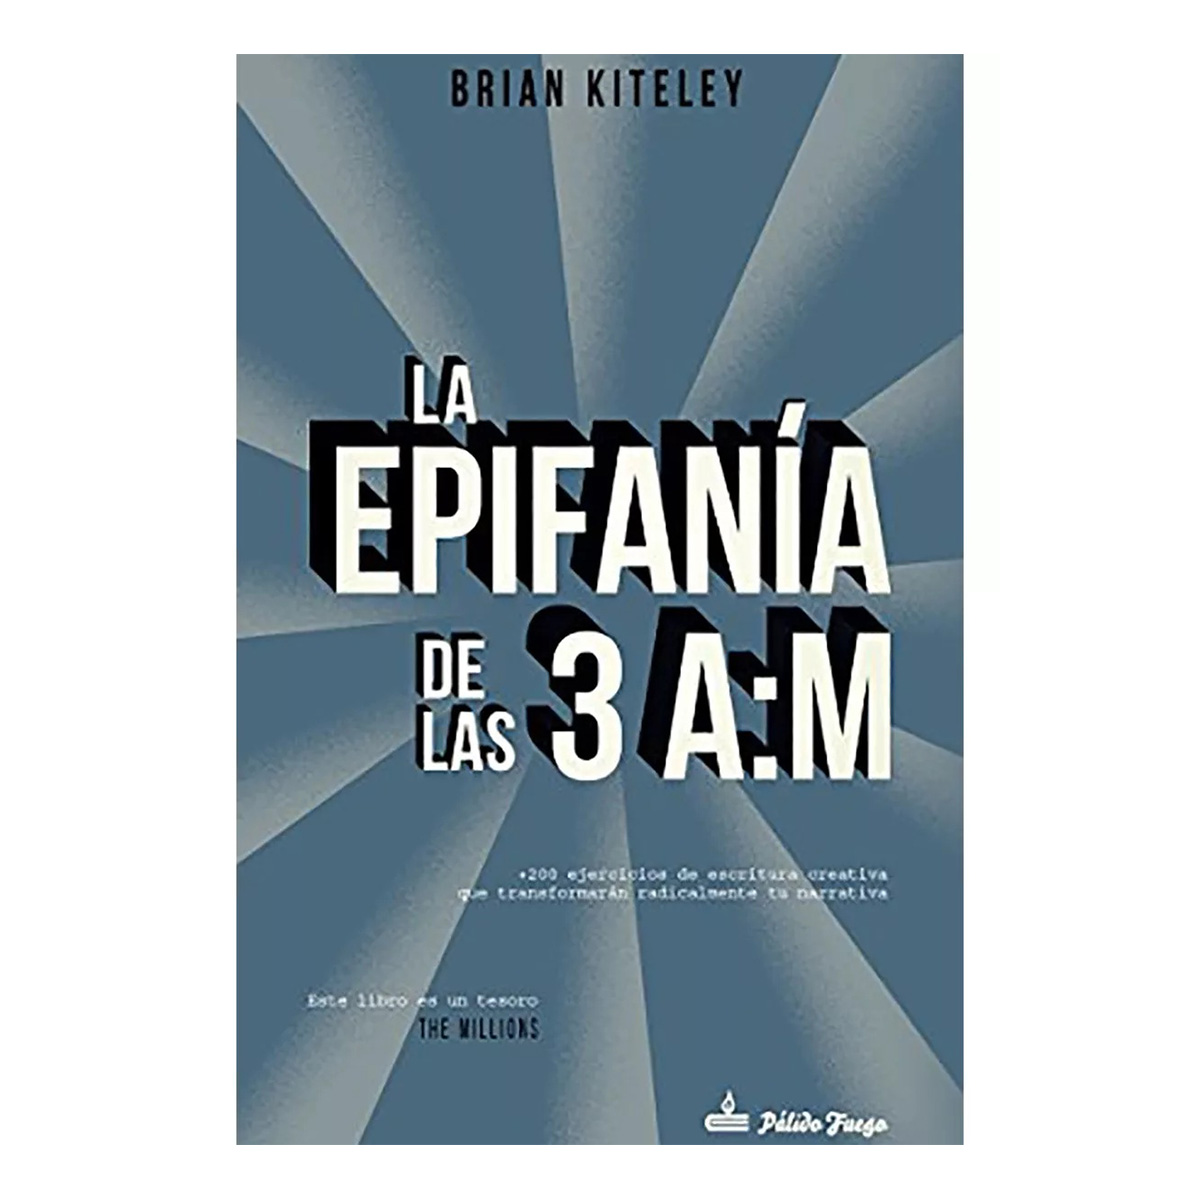 BRIAN KITELEY
LA
EPIFANÍA
DE LAS 3 A:M
+200 ejercicios de escritura creativa
que transformarán radicalmente tu narrativa
Este libro es un tesoro
THE MILLIONS
Pálido Fuego